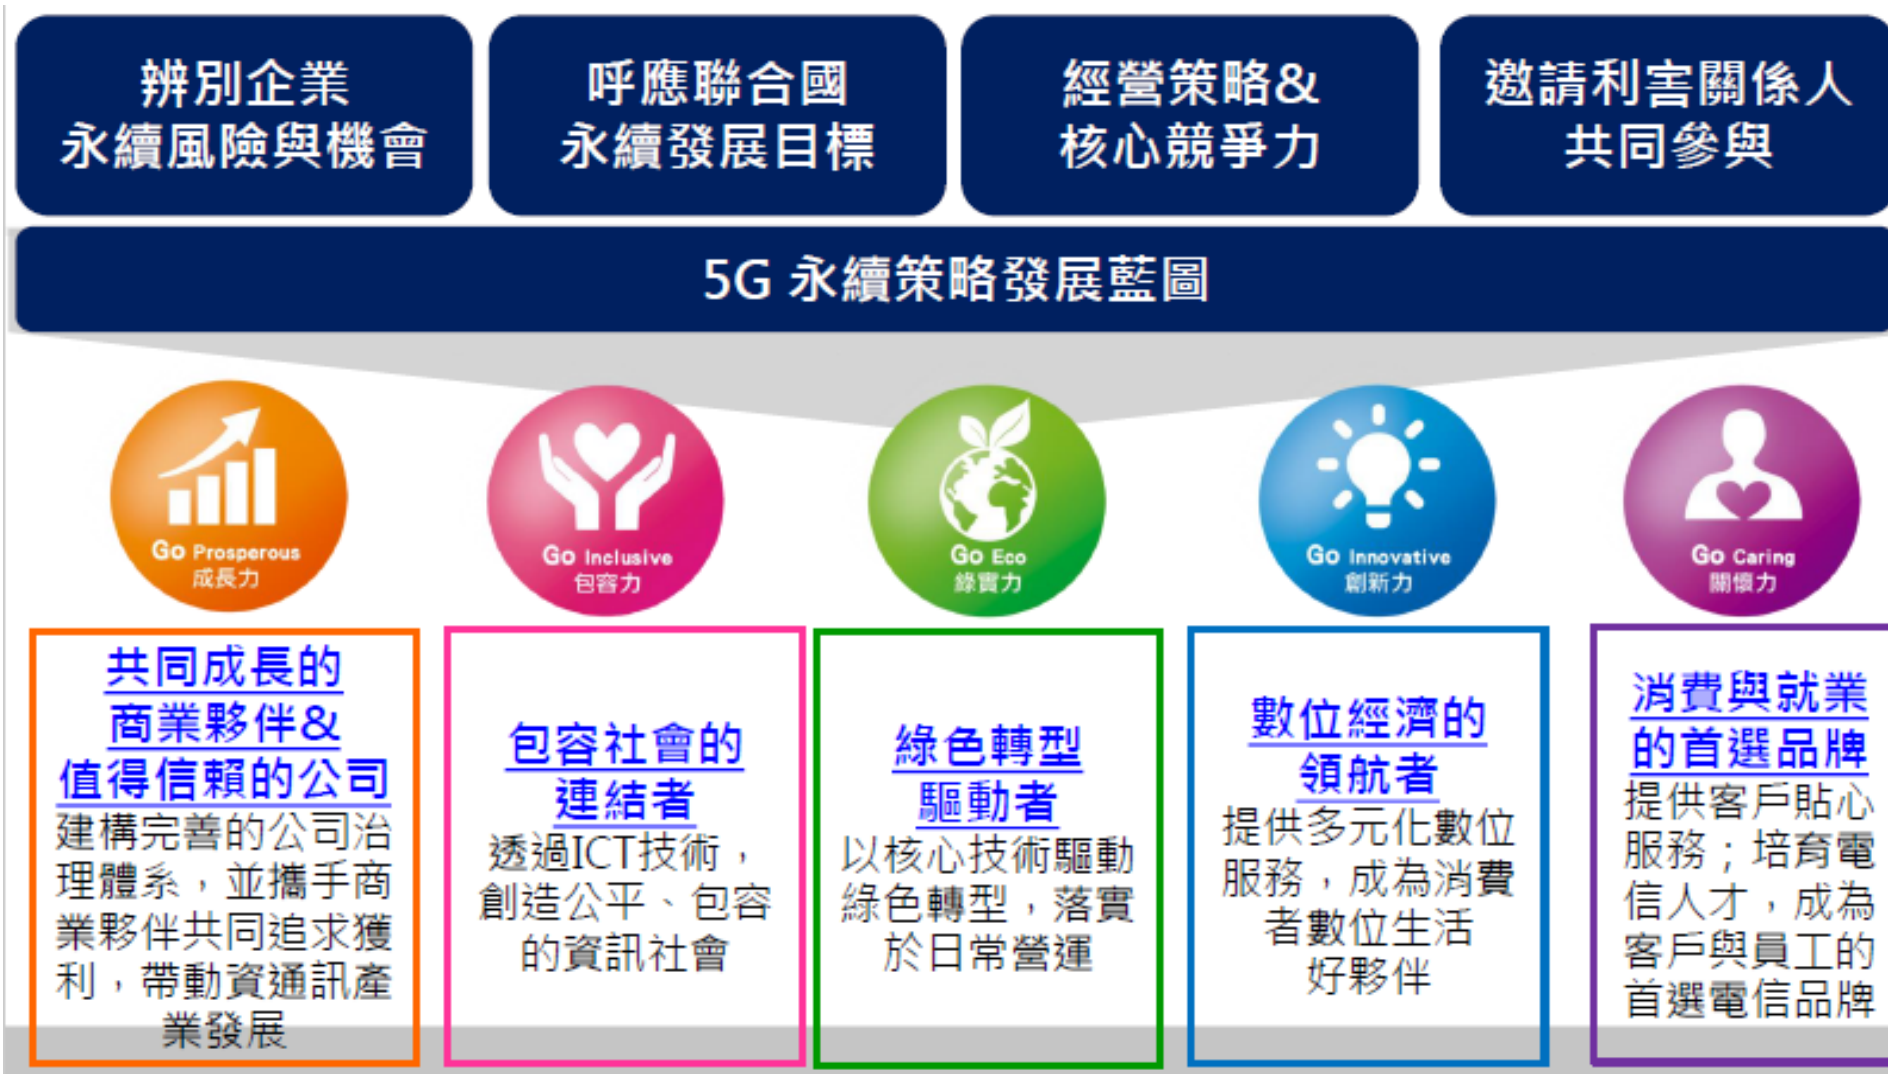 辨別企業
永續風險與機會
呼應聯合國
永續發展目標
經營策略&
核心競爭力
邀請利害關係人
共同參與
5G 永續策略發展藍圖
Go Prosperous
成長力
Go Inclusive
包容力
Go Eco
綠實力
Go Innovative
創新力
Go Caring
關懷力
共同成長的
商業夥伴&
值得信賴的公司
建構完善的公司治
理體系，並攜手商
業夥伴共同追求獲
利，帶動資通訊產
業發展
包容社會的
連結者
透過ICT技術，
創造公平、包容
的資訊社會
綠色轉型
驅動者
以核心技術驅動
綠色轉型，落實
於日常營運
數位經濟的
領航者
提供多元化數位
服務，成為消費
者數位生活
好夥伴
消費與就業
的首選品牌
提供客戶貼心
服務；培育電
信人才，成為
客戶與員工的
首選電信品牌